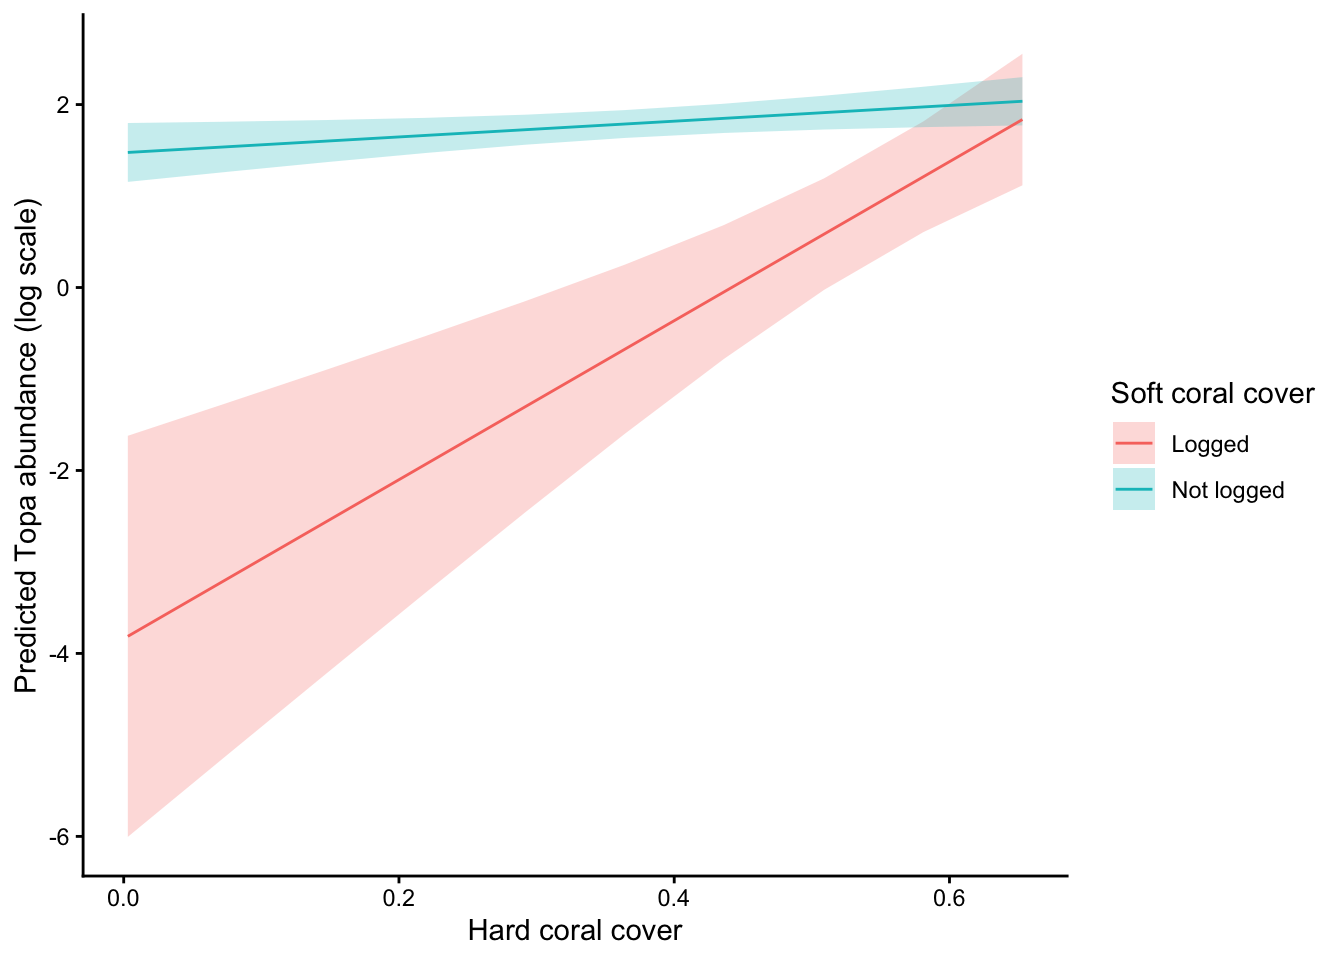 Predicted Topa abundance (log scale)
2
0
-2
-4
-6
0.0
0.2
0.4
0.6
Hard coral cover
Soft coral cover
Logged
Not logged